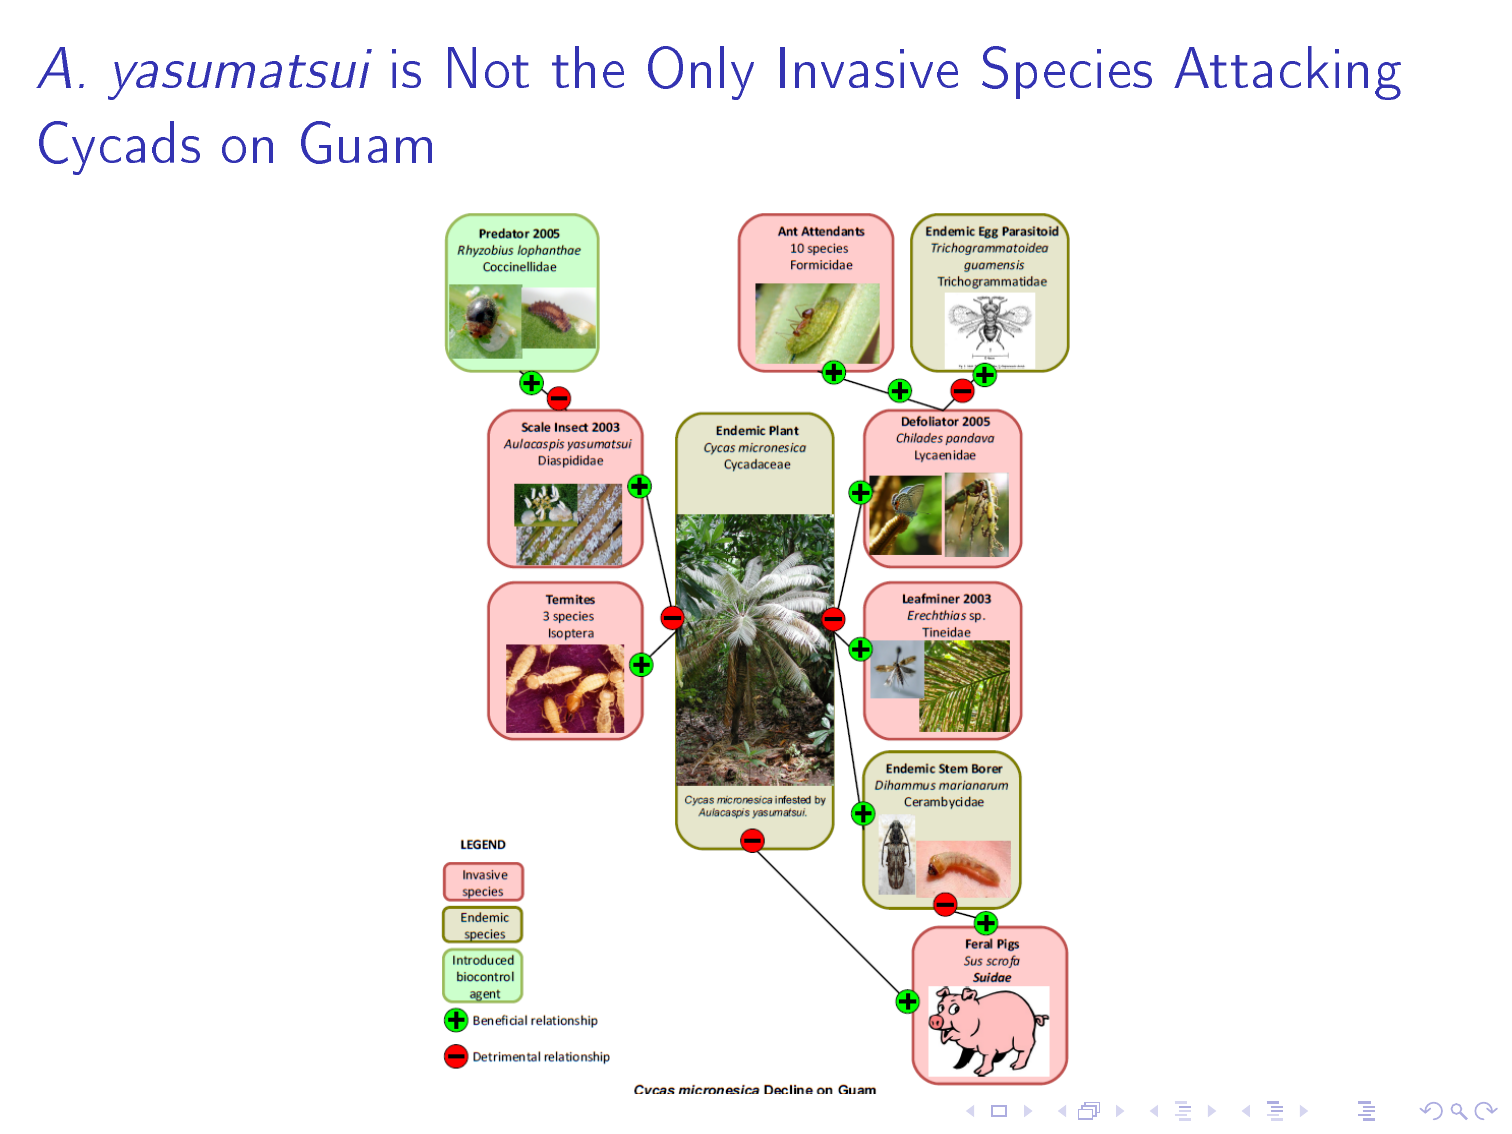 A. yasumatsui is Not the Only Invasive Species Attacking
Cycads on Guam
Predator 2005
Rhyzobius lophanthae
Coccinellidae
Ant Attendants
10 species
Formicidae
Endemic Egg Parasitoid
Trichogrammatoidea
guamensis
Trichogrammatidae
Scale Insect 2003
Aulacaspis yasumatsui
Diaspididae
Endemic Plant
Cycas micronesica
Cycadaceae
Defoliator 2005
Chilades pandava
Lycaenidae
Termites
3 species
Isoptera
Leafminer 2003
Erechthias sp.
Tineidae
Cycas micronesica infested by
Aulacaspis yasumatsui.
Endemic Stem Borer
Dihammus marianarum
Cerambycidae
Feral Pigs
Sus scrofa
Suidae
LEGEND
Invasive
species
Endemic
species
Introduced
biocontrol
agent
Beneficial relationship
Detrimental relationship
Cycas micronesica Decline on Guam